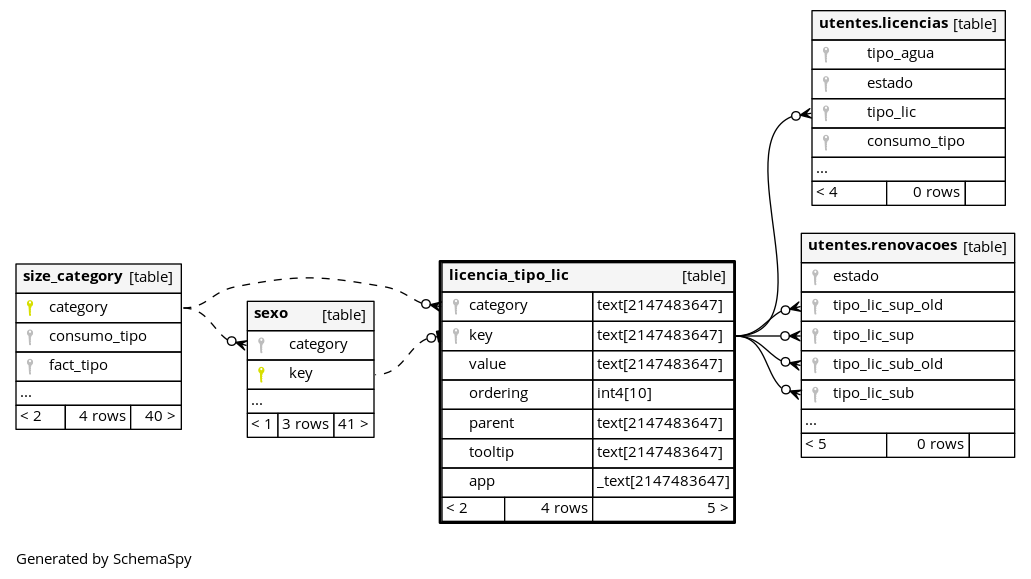 utentes.licencias [table]
tipo_agua
estado
tipo_lic
consumo_tipo
...
< 4 0 rows
utentes.renovacoes [table]
estado
tipo_lic_sup_old
tipo_lic_sup
tipo_lic_sub_old
tipo_lic_sub
...
< 5 0 rows
size_category [table]
category
consumo_tipo
fact_tipo
...
< 2 4 rows 40 >
sexo [table]
category
key
...
< 1 3 rows 41 >
licencia_tipo_lic [table]
category text[2147483647]
key text[2147483647]
value text[2147483647]
ordering int4[10]
parent text[2147483647]
tooltip text[2147483647]
app _text[2147483647]
< 2 4 rows 5 >
Generated by SchemaSpy